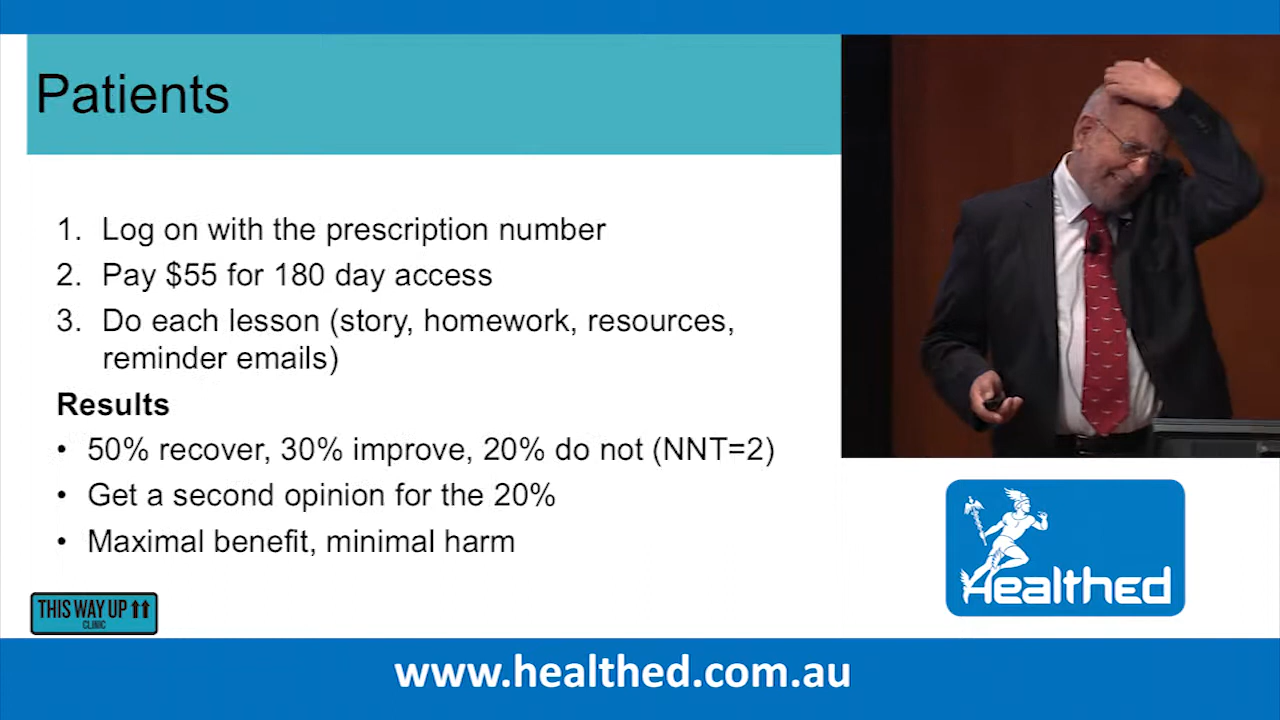 Patients
1. Log on with the prescription number
2. Pay $55 for 180 day access
3. Do each lesson (story, homework, resources,
reminder emails)
Results
• 50% recover, 30% improve, 20% do not (NNT=2)
• Get a second opinion for the 20%
• Maximal benefit, minimal harm
THIS WAY UP
CLINIC
Healthed
www.healthed.com.au